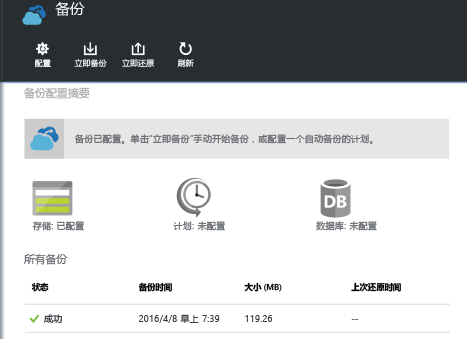 备份
配置 立即备份 立即还原 刷新
备份配置摘要
备份已配置。单击"立即备份"手动开始备份，或配置一个自动备份的计划。
DB
存储: 已配置 计划: 未配置 数据库: 未配置
所有备份
状态 备份时间 大小 (MB) 上次还原时间
成功 2016/4/8 早上 7:39 119.26 --